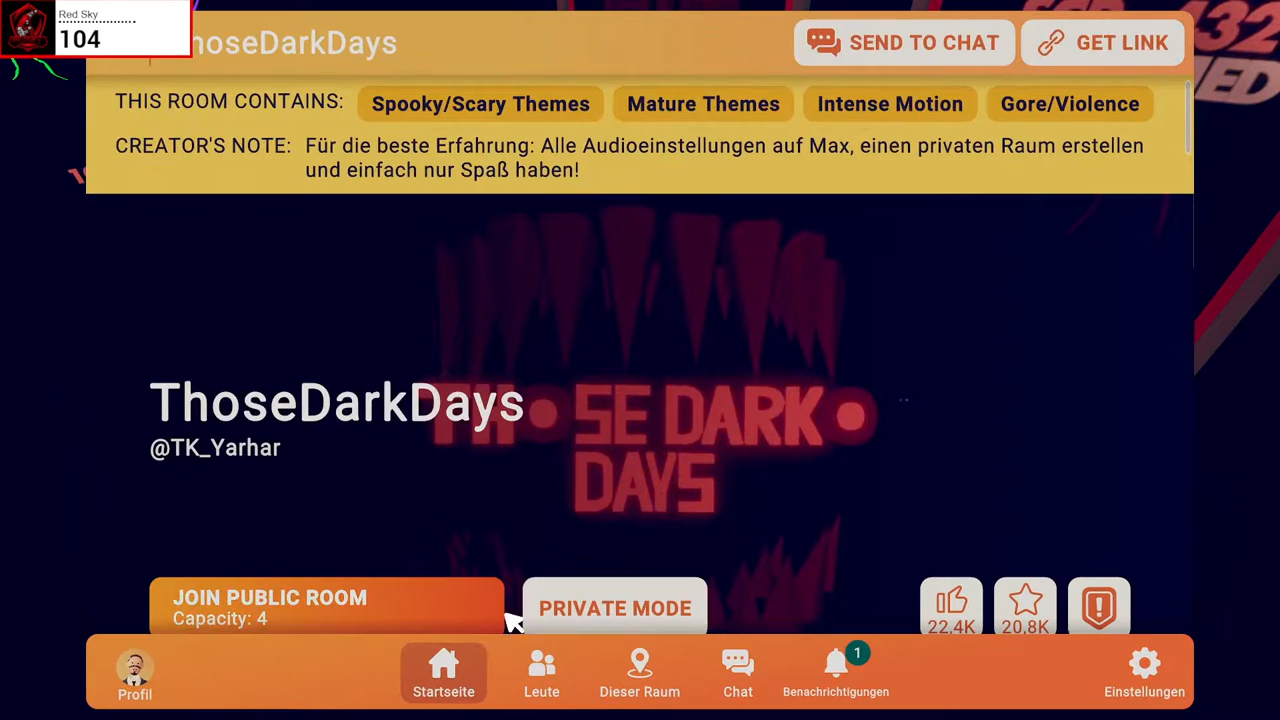 Red Sky
104
hoseDarkDays
SEND TO CHAT
GET LINK
THIS ROOM CONTAINS:
Spooky/Scary Themes
Mature Themes
Intense Motion
Gore/Violence
CREATOR'S NOTE:
Für die beste Erfahrung: Alle Audioeinstellungen auf Max, einen privaten Raum erstellen
und einfach nur Spaß haben!
ThoseDarkDays
@TK_Yarhar
TH SE DARK
DAYS
JOIN PUBLIC ROOM
Capacity: 4
PRIVATE MODE
22,4K
20,8K
Profil
Startseite
Leute
Dieser Raum
Chat
Benachrichtigungen
1
Einstellungen